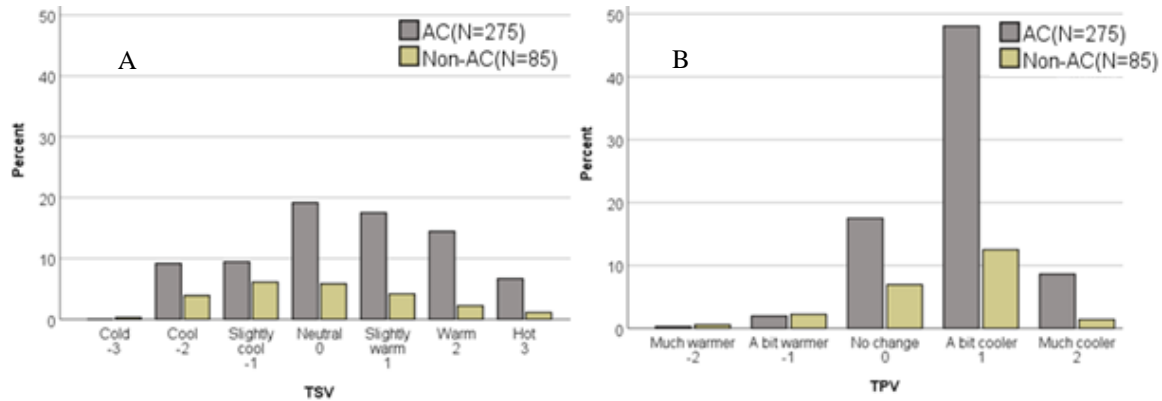 A
AC(N=275)
Non-AC(N=85)
Percent
50
40
30
20
10
0
Cold
-3
Cool
-2
Slightly
cool
-1
Neutral
0
Slightly
warm
1
Warm
2
Hot
3
TSV
B
AC(N=275)
Non-AC(N=85)
Percent
50
40
30
20
10
0
Much warmer
-2
A bit warmer
-1
No change
0
A bit cooler
1
Much cooler
2
TPV